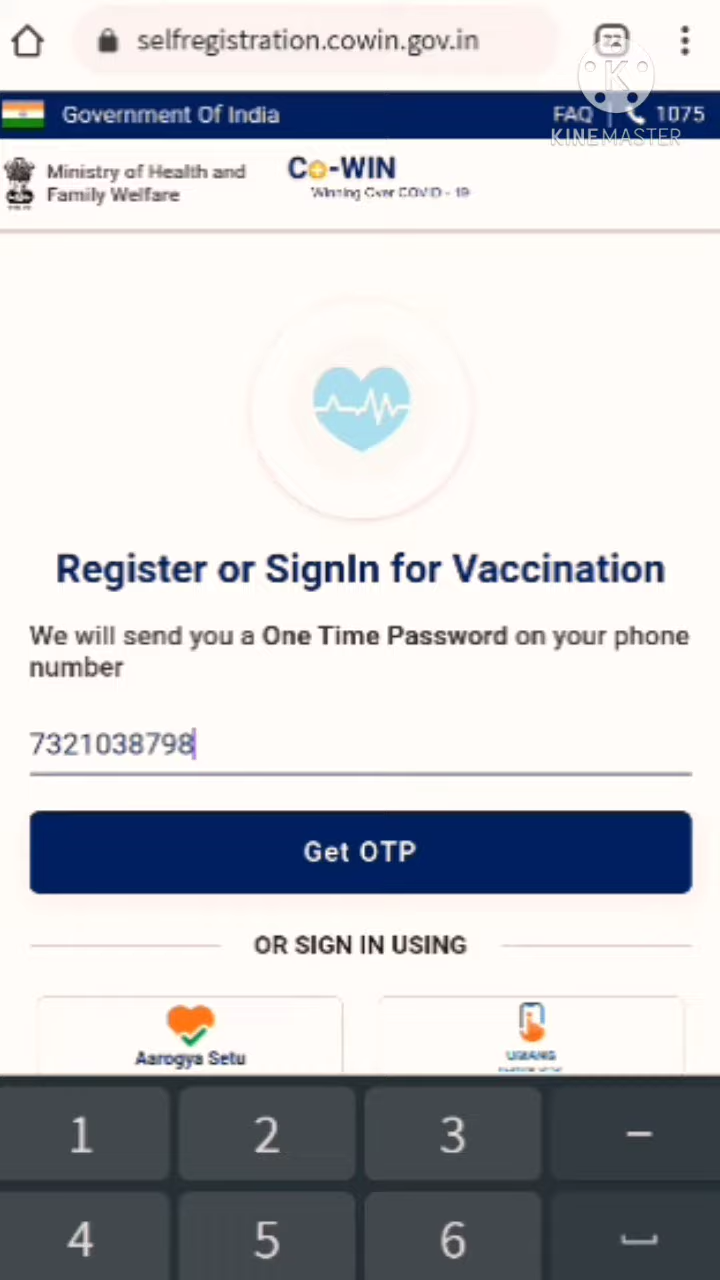 selfregistration.cowin.gov.in
72
K
KINEMASTER
Government Of India
FAQ | 1075
Ministry of Health and
Family Welfare
Co-WIN
Winning Over COVID - 19
Register or SignIn for Vaccination
We will send you a One Time Password on your phone
number
7321038798
Get OTP
OR SIGN IN USING
Aarogya Setu
UMANG
1 2 3 –
4 5 6